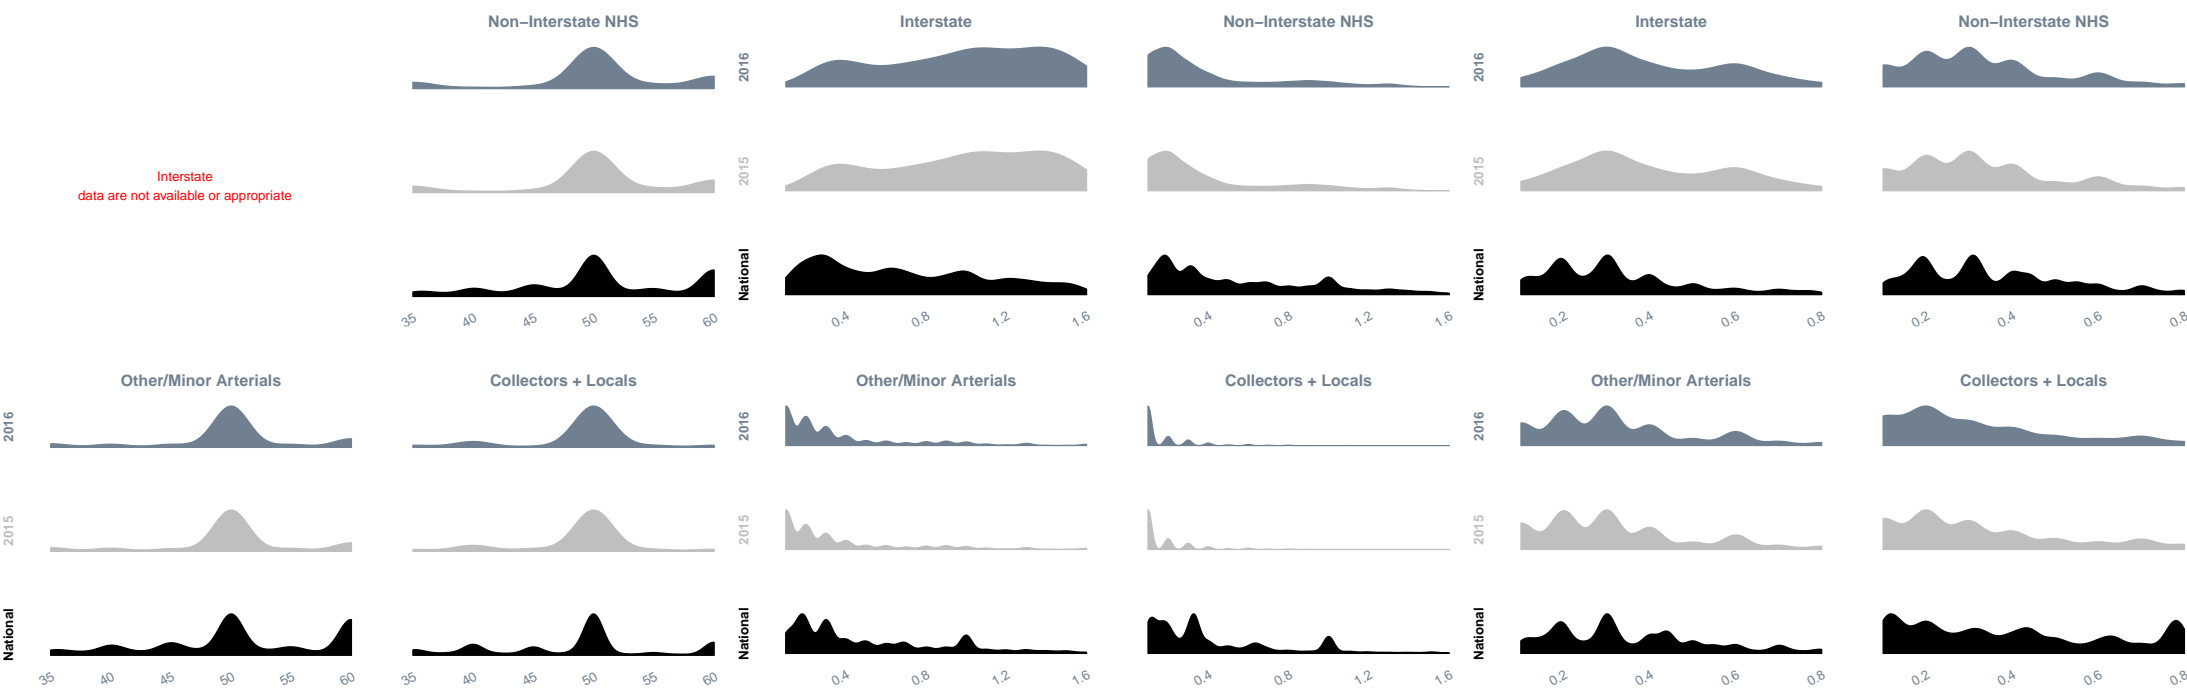 Non−Interstate NHS
Interstate
Non−Interstate NHS
Interstate
Non−Interstate NHS
2016
2016
Interstate
data are not available or appropriate
2015
2015
National
National
35 40 45 50 55 60
0.4 0.8 1.2 1.6
0.4 0.8 1.2 1.6
0.2 0.4 0.6 0.8
0.2 0.4 0.6 0.8
Other/Minor Arterials
Collectors + Locals
Other/Minor Arterials
Collectors + Locals
Other/Minor Arterials
Collectors + Locals
2016
2016
2016
2015
2015
2015
National
National
National
35 40 45 50 55 60
35 40 45 50 55 60
0.4 0.8 1.2 1.6
0.4 0.8 1.2 1.6
0.2 0.4 0.6 0.8
0.2 0.4 0.6 0.8